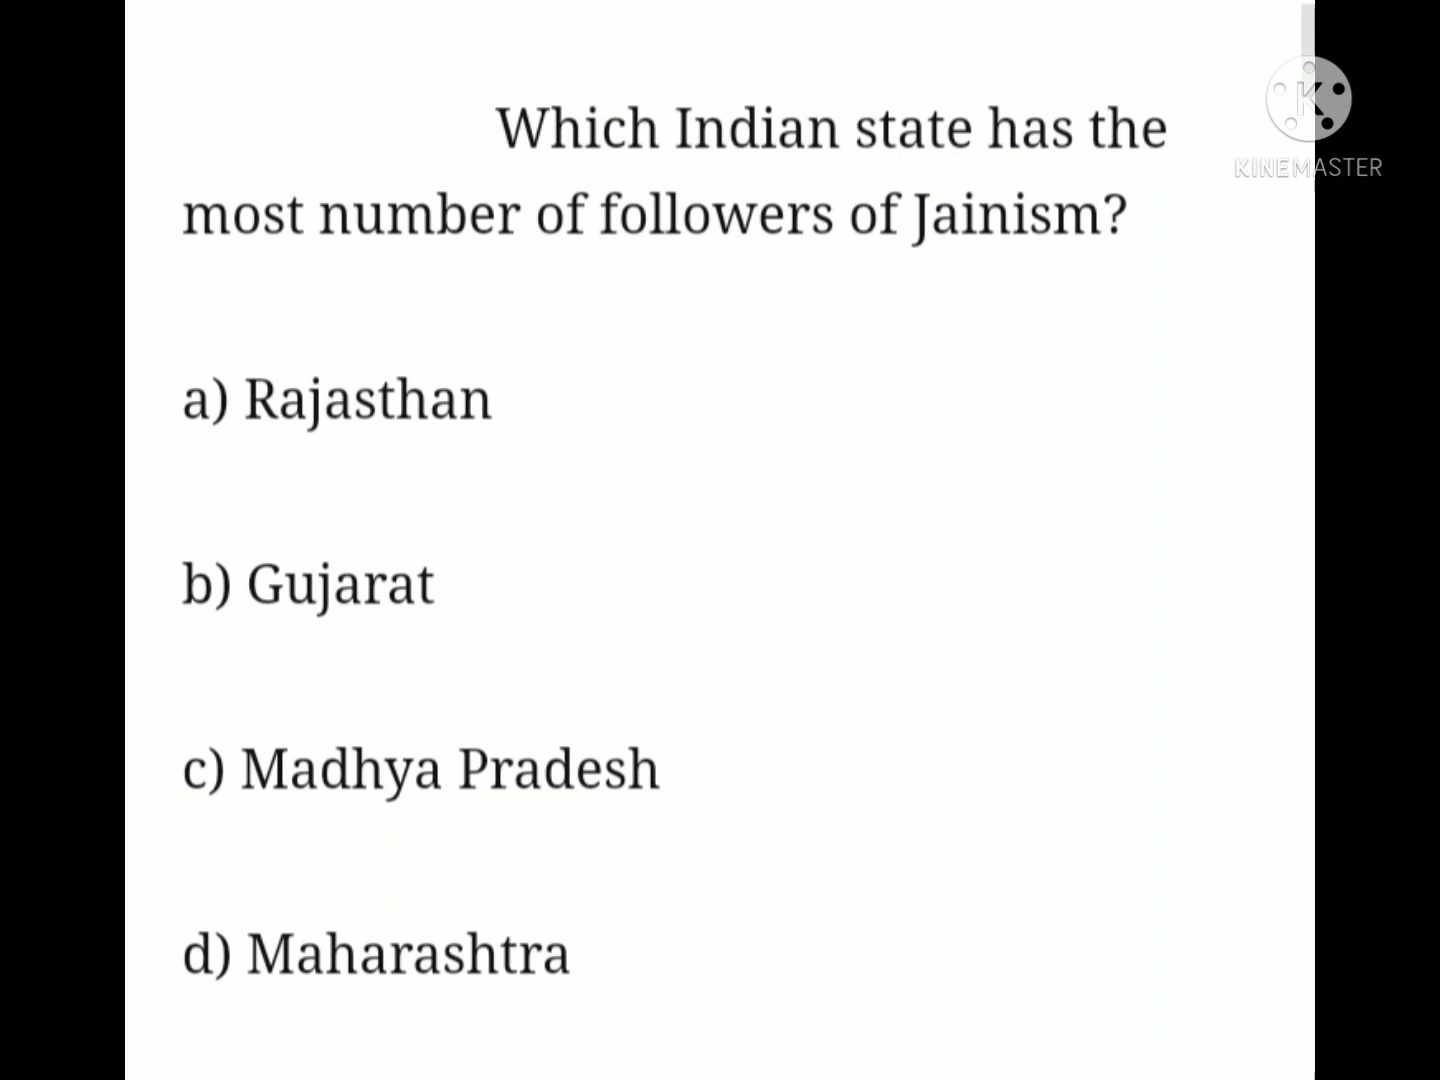 Which Indian state has the
most number of followers of Jainism?
a) Rajasthan
b) Gujarat
c) Madhya Pradesh
d) Maharashtra
K
KINEMASTER